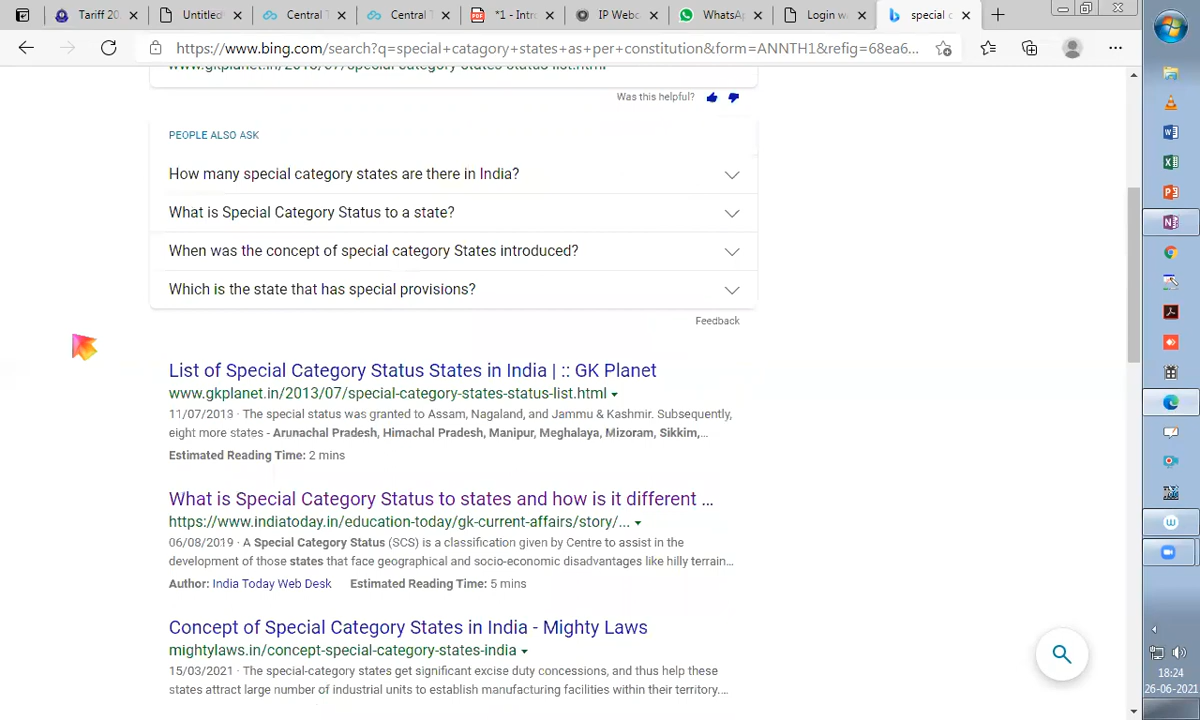 Tariff 20
Untitled
Central T
Central T
*1 - Intro
IP Webc
WhatsAp
Login w
special c
https://www.bing.com/search?q=special+catagory+states+as+per+constitution&form=ANNTH1&refig=68ea6...
www.gkplanet.in/2013/07/special-category-states-status-list.html
Was this helpful?
PEOPLE ALSO ASK
How many special category states are there in India?
What is Special Category Status to a state?
When was the concept of special category States introduced?
Which is the state that has special provisions?
Feedback
List of Special Category Status States in India | :: GK Planet
www.gkplanet.in/2013/07/special-category-states-status-list.html
11/07/2013 · The special status was granted to Assam, Nagaland, and Jammu & Kashmir. Subsequently,
eight more states - Arunachal Pradesh, Himachal Pradesh, Manipur, Meghalaya, Mizoram, Sikkim,...
Estimated Reading Time: 2 mins
What is Special Category Status to states and how is it different ...
https://www.indiatoday.in/education-today/gk-current-affairs/story/...
06/08/2019 · A Special Category Status (SCS) is a classification given by Centre to assist in the
development of those states that face geographical and socio-economic disadvantages like hilly terrain...
Author: India Today Web Desk Estimated Reading Time: 5 mins
Concept of Special Category States in India - Mighty Laws
mightylaws.in/concept-special-category-states-india
15/03/2021 · The special-category states get significant excise duty concessions, and thus help these
states attract large number of industrial units to establish manufacturing facilities within their territory....
18:24
26-06-2021